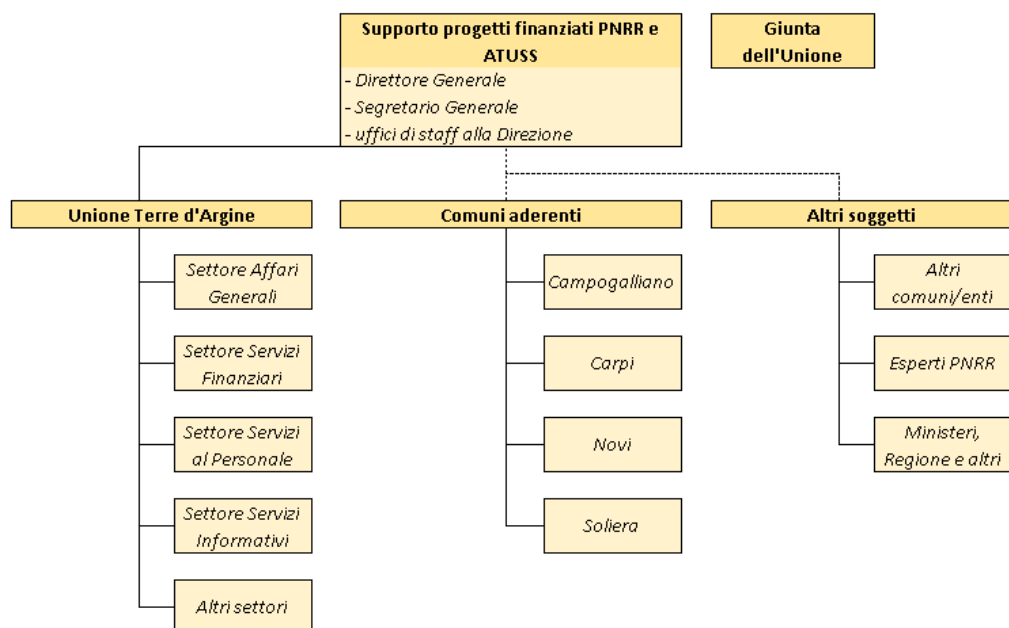 Supporto progetti finanziati PNRR e
ATUSS
- Direttore Generale
- Segretario Generale
- uffici di staff alla Direzione
Giunta
dell'Unione
Unione Terre d'Argine
Settore Affari
Generali
Settore Servizi
Finanziari
Settore Servizi
al Personale
Settore Servizi
Informativi
Altri settori
Comuni aderenti
Campogalliano
Carpi
Novi
Soliera
Altri soggetti
Altri
comuni/enti
Esperti PNRR
Ministeri,
Regione e altri